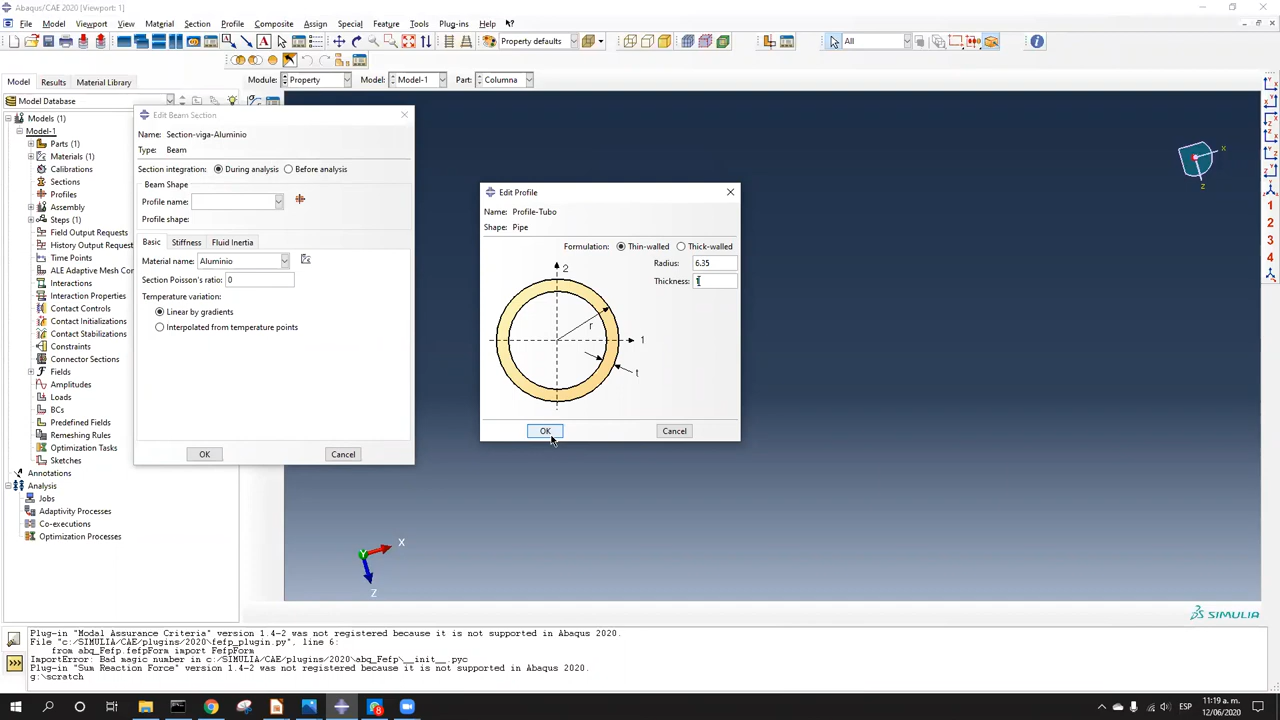 Abaqus/CAE 2020 [Viewport: 1]
File Model Viewport View Material Section Profile Composite Assign Special Feature Tools Plug-ins Help
Property defaults All
Module: Property Model: Model-1 Part: Columna
Model Results Material Library
Model Database
Models (1)
Model-1
Parts (1)
Materials (1)
Calibrations
Sections
Profiles
Assembly
Steps (1)
Field Output Requests
History Output Requests
Time Points
ALE Adaptive Mesh Con
Interactions
Interaction Properties
Contact Controls
Contact Initializations
Contact Stabilizations
Constraints
Connector Sections
Fields
Amplitudes
Loads
BCs
Predefined Fields
Remeshing Rules
Optimization Tasks
Sketches
Annotations
Analysis
Jobs
Adaptivity Processes
Co-executions
Optimization Processes
Edit Beam Section
Name: Section-viga-Aluminio
Type: Beam
Section integration: During analysis Before analysis
Beam Shape
Profile name:
Profile shape:
Basic Stiffness Fluid Inertia
Material name: Aluminio
Section Poisson's ratio: 0
Temperature variation:
Linear by gradients
Interpolated from temperature points
OK Cancel
Edit Profile
Name: Profile-Tubo
Shape: Pipe
Formulation: Thin-walled Thick-walled
Radius: 6.35
Thickness: 1
2
r
1
t
OK Cancel
X
Z
Y
X
Z
1
2
3
4
SIMULIA
Plug-in "Modal Assurance Criteria" version 1.4-2 was not registered because it is not supported in Abaqus 2020.
File "c:/SIMULIA/CAE/plugins/2020\fefp_plugin.py", line 6:
from abq_Fefp.fefpForm import FefpForm
ImportError: Bad magic number in c:/SIMULIA/CAE/plugins/2020\abq_Fefp\__init__.pyc
Plug-in "Sum Reaction Force" version 1.4-2 was not registered because it is not supported in Abaqus 2020.
g:\scratch
ESP
11:19 a. m.
12/06/2020